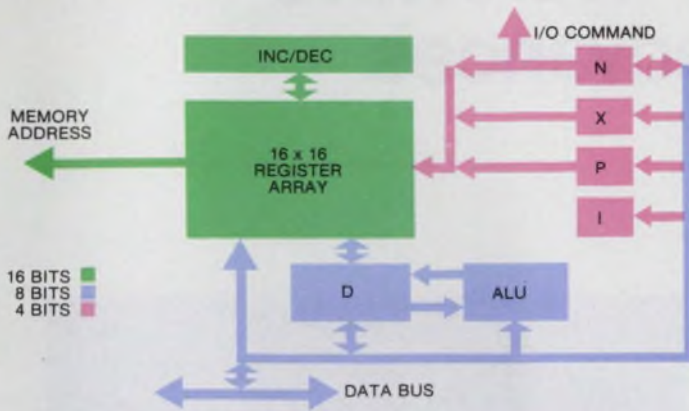 I/O COMMAND
INC/DEC
N
MEMORY
ADDRESS
X
16 x 16
REGISTER
ARRAY
P
I
16 BITS
8 BITS
4 BITS
D
ALU
DATA BUS